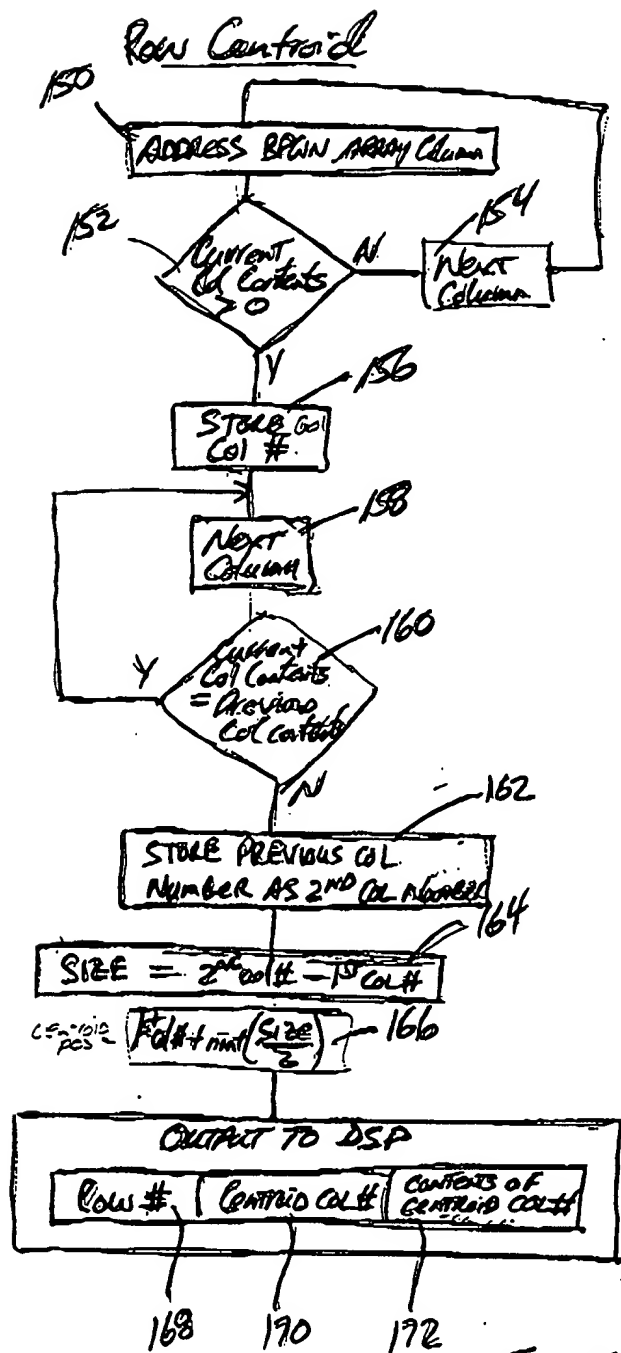 Row Centroid
150
ADDRESS BEGIN ARRAY Column
152
Current
Col Contents
> 0
N
154
Next
Column
Y
156
STORE
Col #
158
Next
Column
160
Current
Col Contents
= Previous
Col contents
Y
N
162
STORE PREVIOUS COL.
NUMBER AS 2ND COL NUMBER
164
SIZE = 2ND col # - 1ST COL #
centroid
pos =
1st col # + (SIZE
2)
166
OUTPUT TO DSP
Row #
Centroid COL #
CONTENTS OF
CENTROID COL #
168
190
192